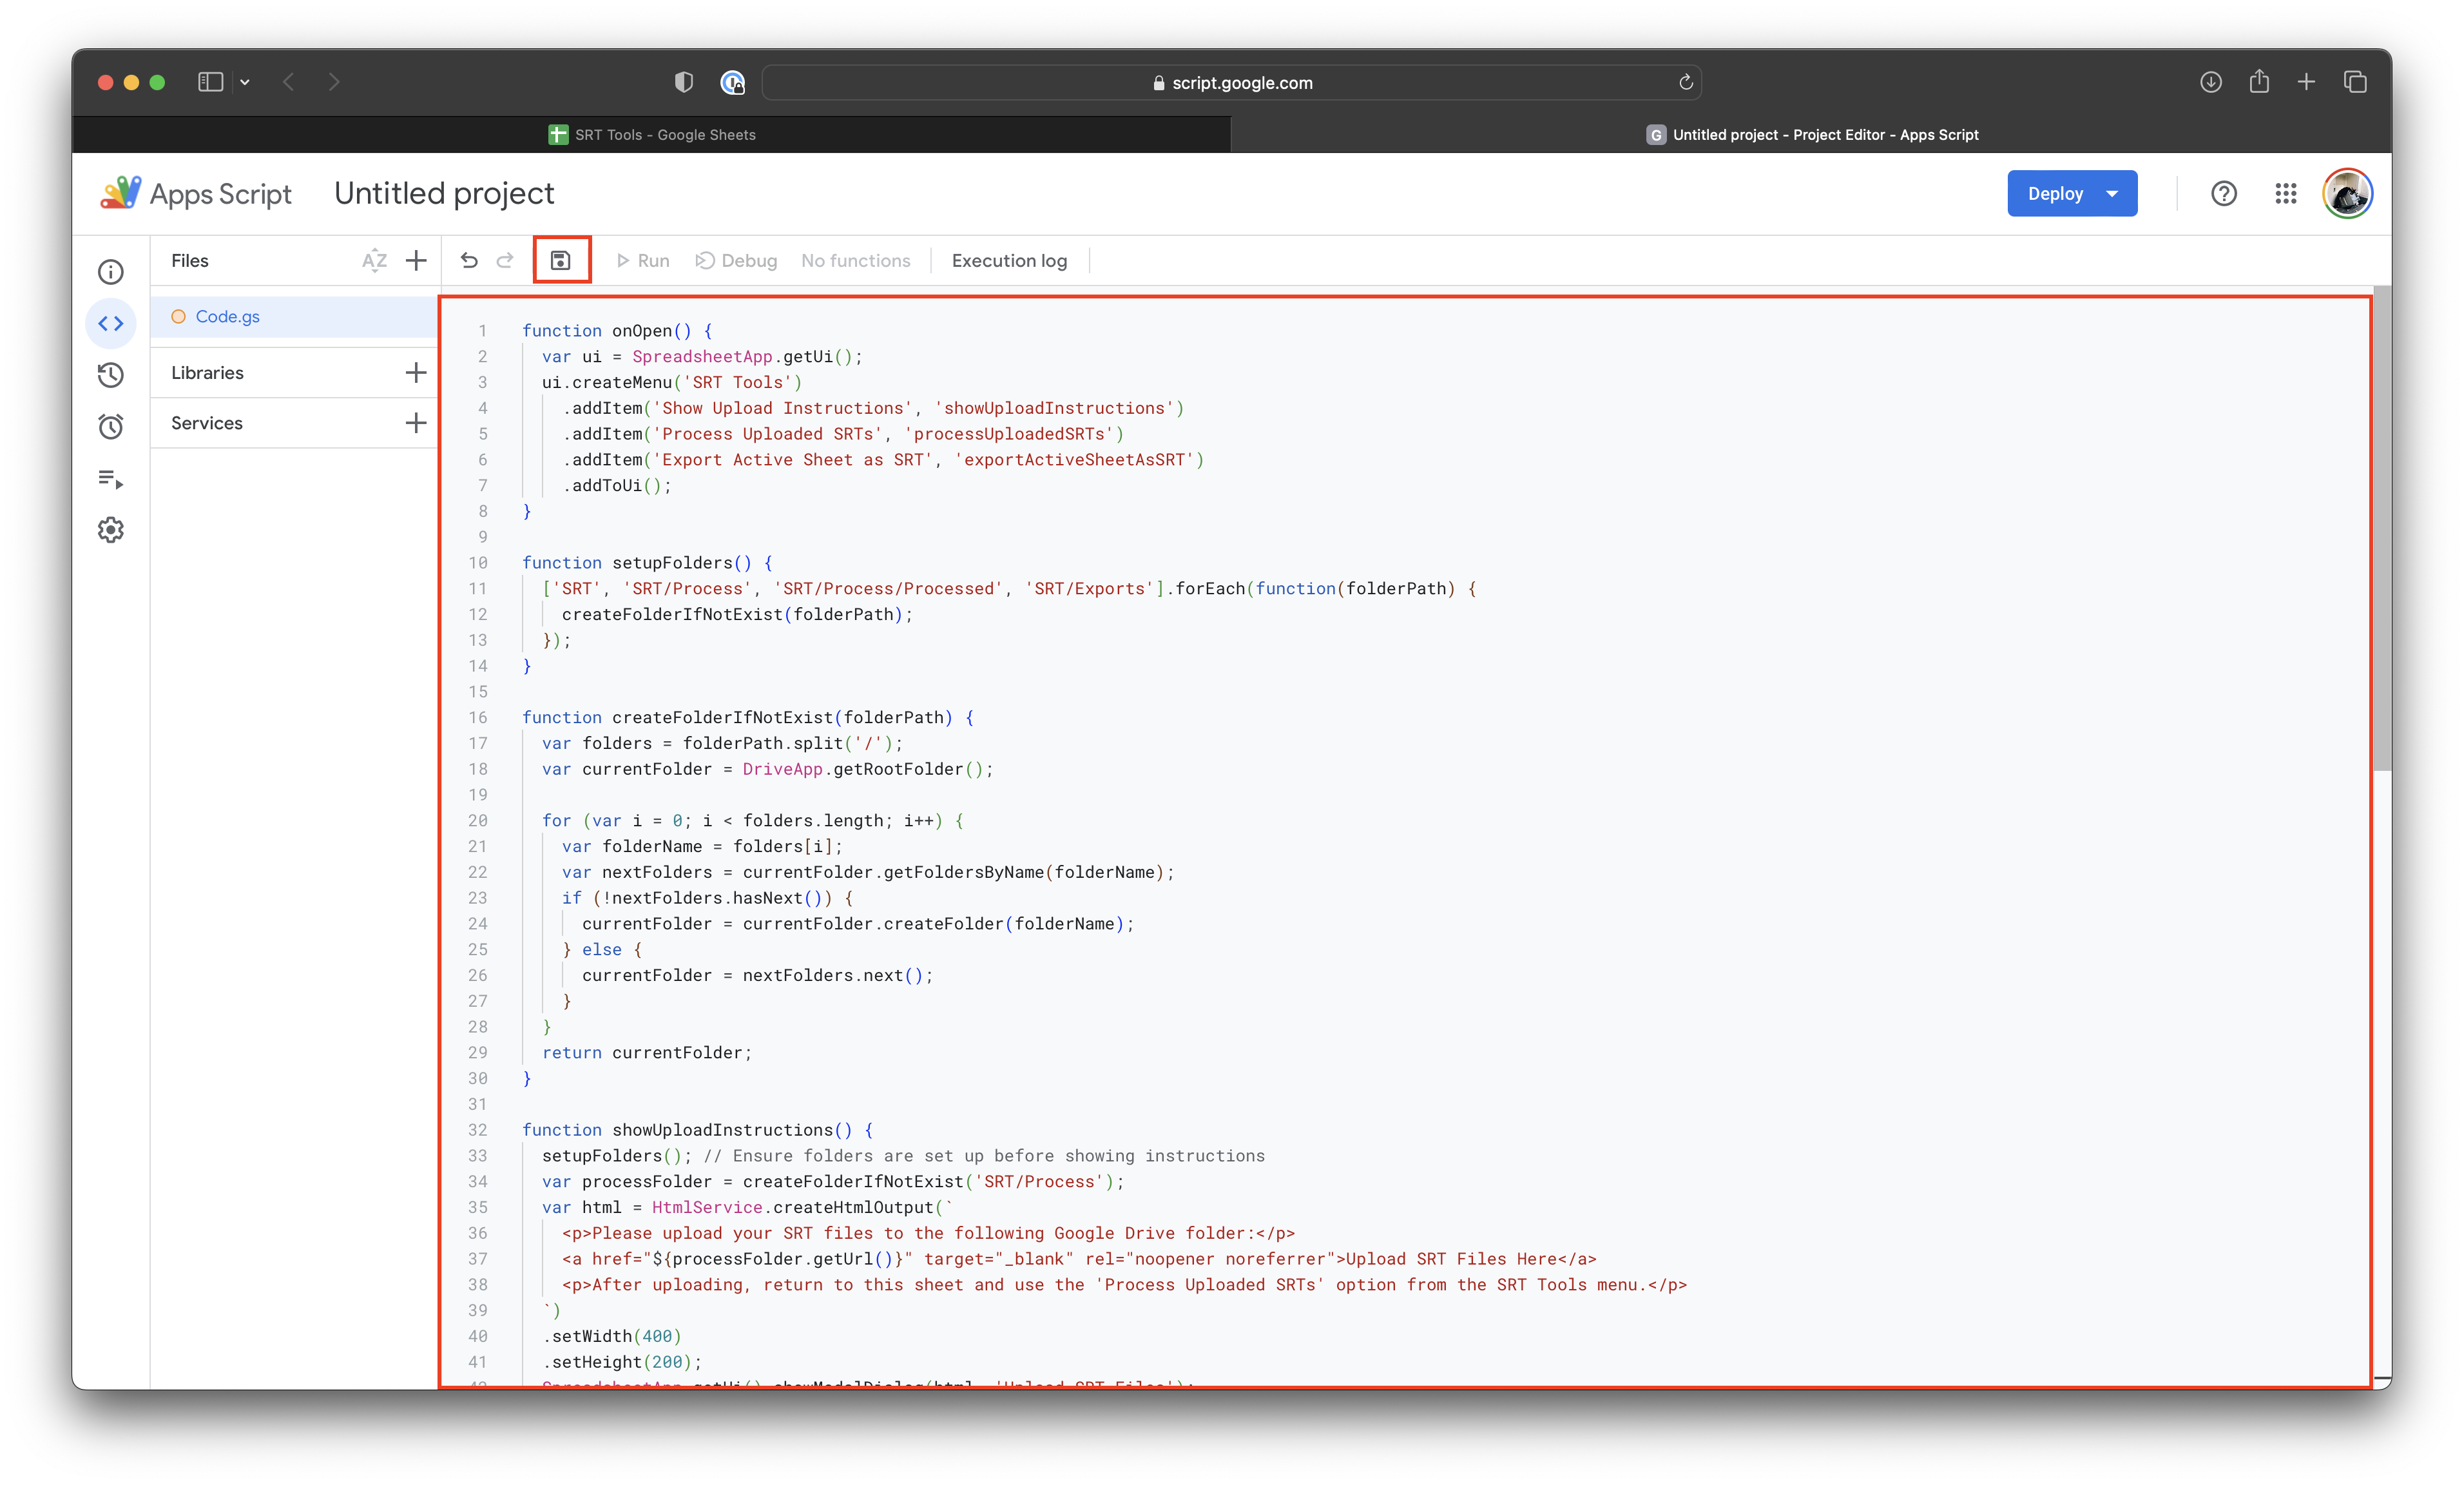 script.google.com
SRT Tools - Google Sheets
G Untitled project - Project Editor - Apps Script
Apps Script
Untitled project
Deploy
Files
AZ
Run
Debug
No functions
Execution log
Code.gs
Libraries
Services
1 function onOpen() {
2 var ui = SpreadsheetApp.getUi();
3 ui.createMenu('SRT Tools')
4 .addItem('Show Upload Instructions', 'showUploadInstructions')
5 .addItem('Process Uploaded SRTs', 'processUploadedSRTs')
6 .addItem('Export Active Sheet as SRT', 'exportActiveSheetAsSRT')
7 .addToUi();
8 }
9
10 function setupFolders() {
11 ['SRT', 'SRT/Process', 'SRT/Process/Processed', 'SRT/Exports'].forEach(function(folderPath) {
12 createFolderIfNotExist(folderPath);
13 });
14 }
15
16 function createFolderIfNotExist(folderPath) {
17 var folders = folderPath.split('/');
18 var currentFolder = DriveApp.getRootFolder();
19
20 for (var i = 0; i < folders.length; i++) {
21 var folderName = folders[i];
22 var nextFolders = currentFolder.getFoldersByName(folderName);
23 if (!nextFolders.hasNext()) {
24 currentFolder = currentFolder.createFolder(folderName);
25 } else {
26 currentFolder = nextFolders.next();
27 }
28 }
29 return currentFolder;
30 }
31
32 function showUploadInstructions() {
33 setupFolders(); // Ensure folders are set up before showing instructions
34 var processFolder = createFolderIfNotExist('SRT/Process');
35 var html = HtmlService.createHtmlOutput(`
36 <p>Please upload your SRT files to the following Google Drive folder:</p>
37 <a href="${processFolder.getUrl()}" target="_blank" rel="noopener noreferrer">Upload SRT Files Here</a>
38 <p>After uploading, return to this sheet and use the 'Process Uploaded SRTs' option from the SRT Tools menu.</p>
39 `)
40 .setWidth(400)
41 .setHeight(200);
42 SpreadsheetApp.getUi().showModalDialog(html, 'Upload SRT Files');